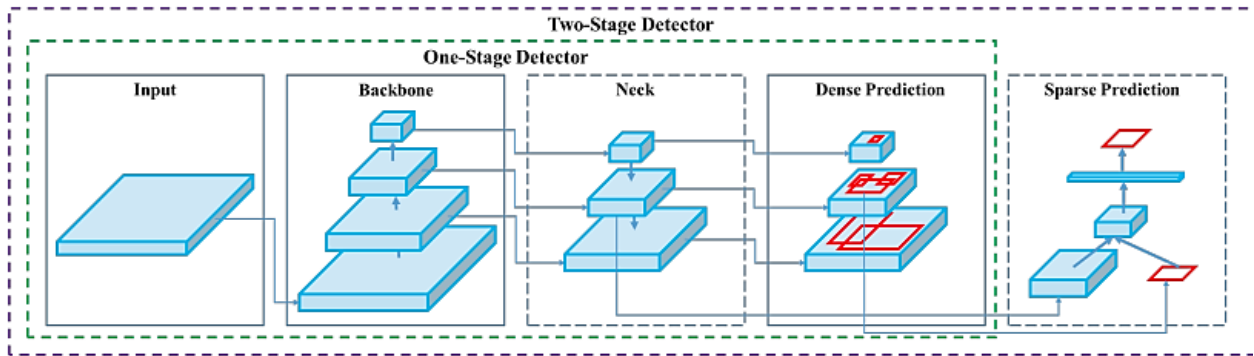 Two-Stage Detector
One-Stage Detector
Input
Backbone
Neck
Dense Prediction
Sparse Prediction